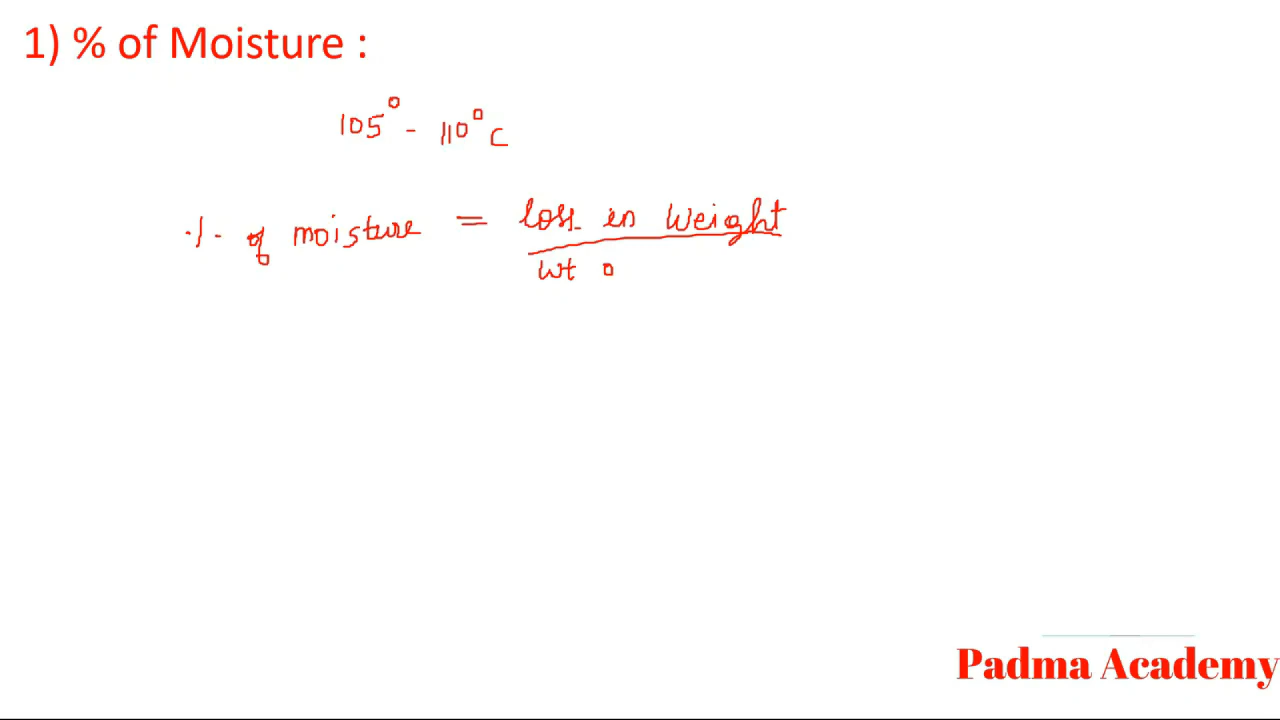 1) % of Moisture :
105° - 110°C
% of moisture = loss in Weight
wt o
Padma Academy